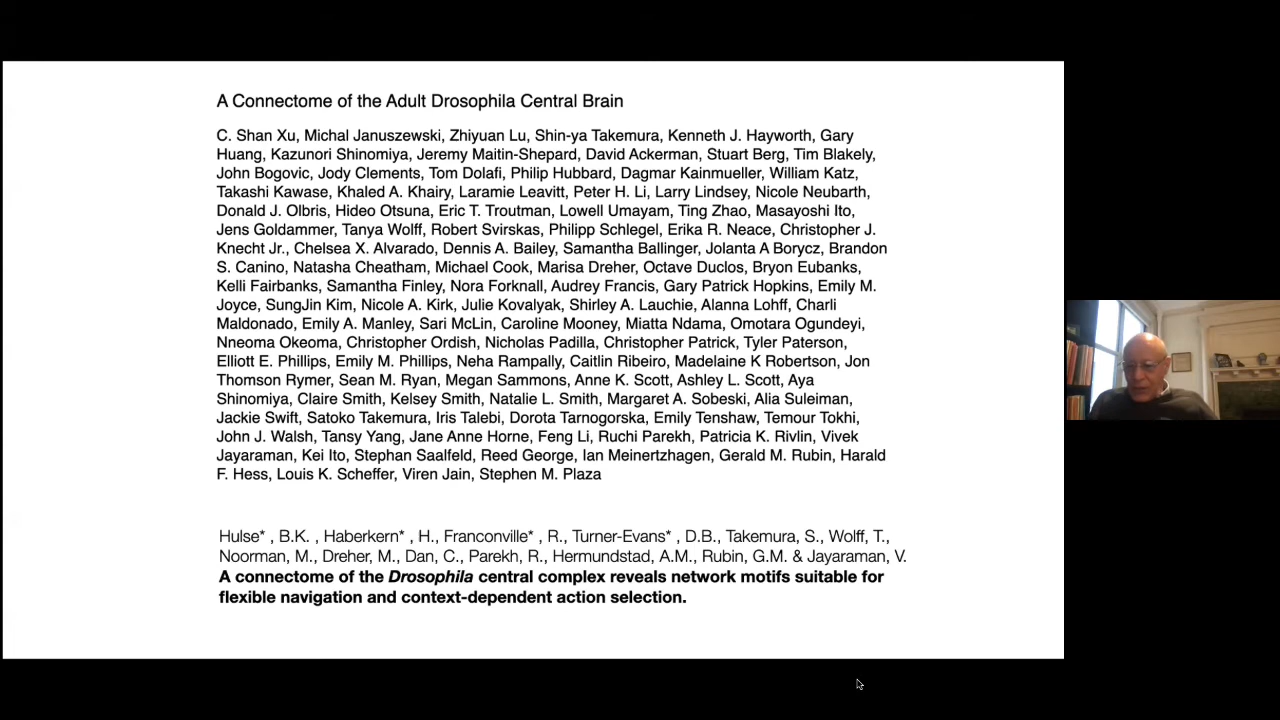 A Connectome of the Adult Drosophila Central Brain
C. Shan Xu, Michal Januszewski, Zhiyuan Lu, Shin-ya Takemura, Kenneth J. Hayworth, Gary
Huang, Kazunori Shinomiya, Jeremy Maitin-Shepard, David Ackerman, Stuart Berg, Tim Blakely,
John Bogovic, Jody Clements, Tom Dolafi, Philip Hubbard, Dagmar Kainmueller, William Katz,
Takashi Kawase, Khaled A. Khairy, Laramie Leavitt, Peter H. Li, Larry Lindsey, Nicole Neubarth,
Donald J. Olbris, Hideo Otsuna, Eric T. Troutman, Lowell Umayam, Ting Zhao, Masayoshi Ito,
Jens Goldammer, Tanya Wolff, Robert Svirskas, Philipp Schlegel, Erika R. Neace, Christopher J.
Knecht Jr., Chelsea X. Alvarado, Dennis A. Bailey, Samantha Ballinger, Jolanta A Borycz, Brandon
S. Canino, Natasha Cheatham, Michael Cook, Marisa Dreher, Octave Duclos, Bryon Eubanks,
Kelli Fairbanks, Samantha Finley, Nora Forknall, Audrey Francis, Gary Patrick Hopkins, Emily M.
Joyce, SungJin Kim, Nicole A. Kirk, Julie Kovalyak, Shirley A. Lauchie, Alanna Lohff, Charli
Maldonado, Emily A. Manley, Sari McLin, Caroline Mooney, Miatta Ndama, Omotara Ogundeyi,
Nneoma Okeoma, Christopher Ordish, Nicholas Padilla, Christopher Patrick, Tyler Paterson,
Elliott E. Phillips, Emily M. Phillips, Neha Rampally, Caitlin Ribeiro, Madelaine K Robertson, Jon
Thomson Rymer, Sean M. Ryan, Megan Sammons, Anne K. Scott, Ashley L. Scott, Aya
Shinomiya, Claire Smith, Kelsey Smith, Natalie L. Smith, Margaret A. Sobeski, Alia Suleiman,
Jackie Swift, Satoko Takemura, Iris Talebi, Dorota Tarnogorska, Emily Tenshaw, Temour Tokhi,
John J. Walsh, Tansy Yang, Jane Anne Horne, Feng Li, Ruchi Parekh, Patricia K. Rivlin, Vivek
Jayaraman, Kei Ito, Stephan Saalfeld, Reed George, Ian Meinertzhagen, Gerald M. Rubin, Harald
F. Hess, Louis K. Scheffer, Viren Jain, Stephen M. Plaza
Hulse* , B.K. , Haberkern* , H., Franconville* , R., Turner-Evans* , D.B., Takemura, S., Wolff, T.,
Noorman, M., Dreher, M., Dan, C., Parekh, R., Hermundstad, A.M., Rubin, G.M. & Jayaraman, V.
A connectome of the Drosophila central complex reveals network motifs suitable for
flexible navigation and context-dependent action selection.